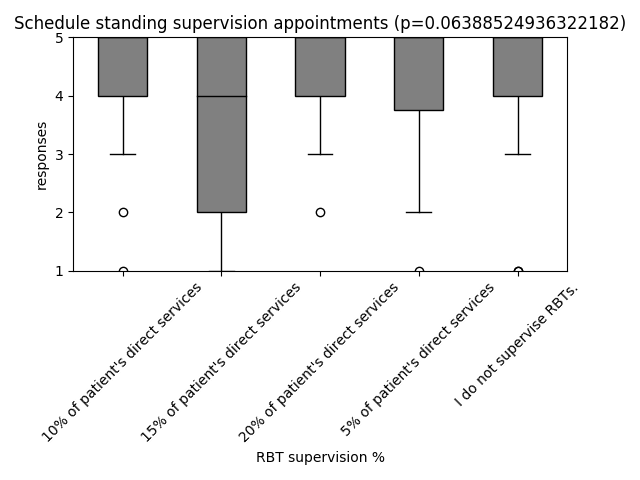 Schedule standing supervision appointments (p=0.06388524936322182)
5
4
3
2
1
responses
10% of patient's direct services
15% of patient's direct services
20% of patient's direct services
5% of patient's direct services
I do not supervise RBTs.
RBT supervision %